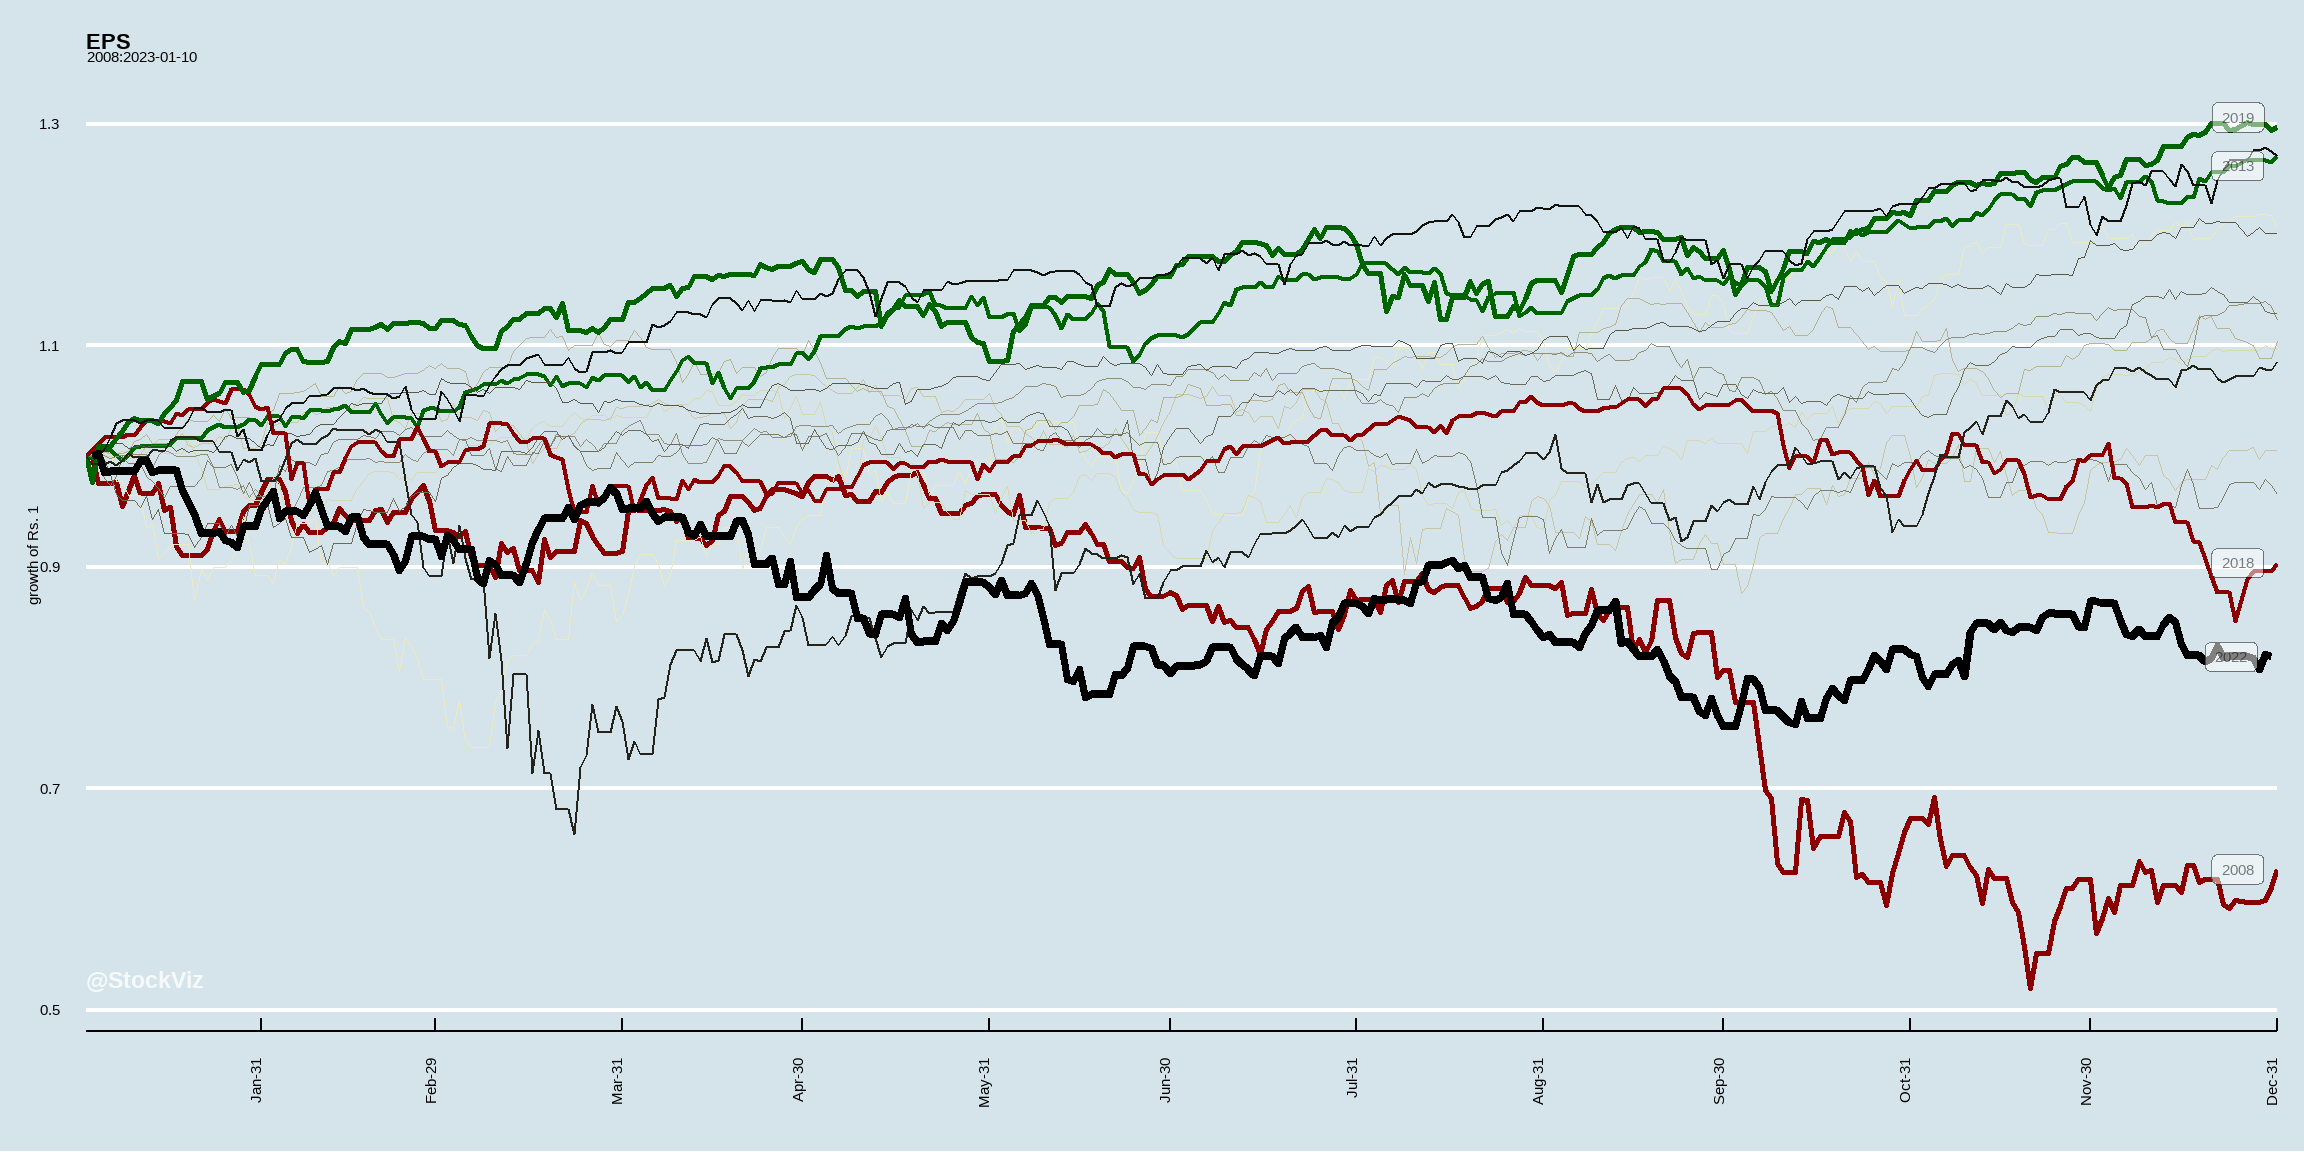 EPS
2008:2023-01-10
growth of Rs. 1
1.3
1.1
0.9
0.7
0.5
2019
2013
2018
2022
2008
@StockViz
Jan-31
Feb-29
Mar-31
Apr-30
May-31
Jun-30
Jul-31
Aug-31
Sep-30
Oct-31
Nov-30
Dec-31